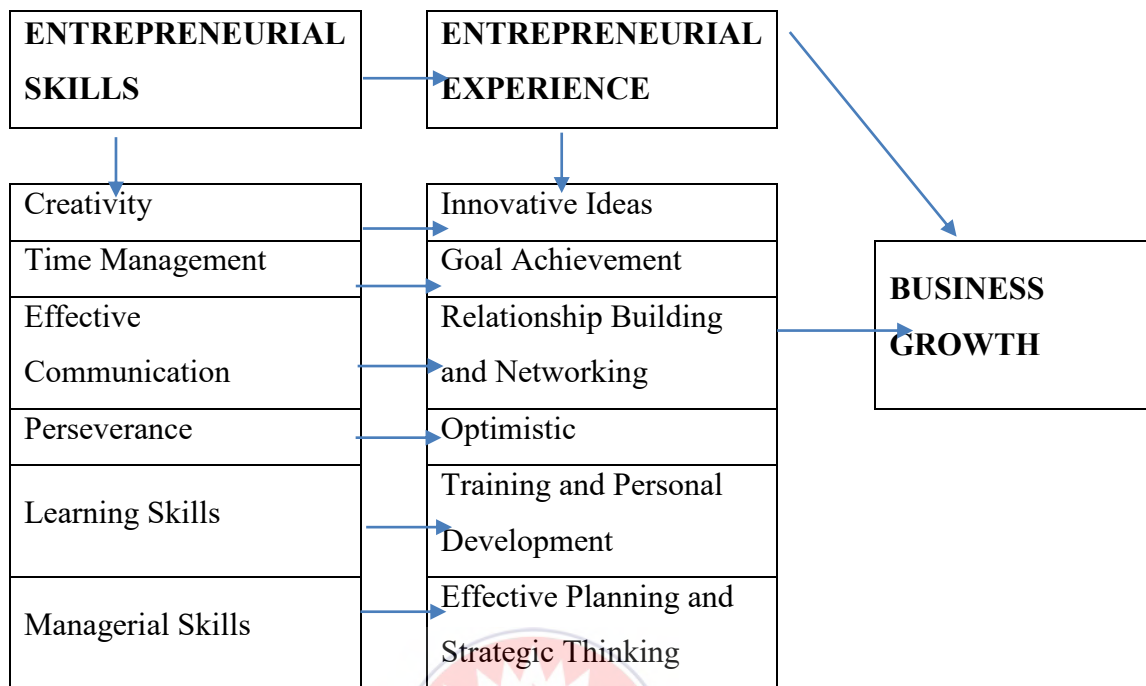 ENTREPRENEURIAL
SKILLS
ENTREPRENEURIAL
EXPERIENCE
Creativity
Innovative Ideas
Time Management
Goal Achievement
Effective
Communication
Relationship Building
and Networking
Perseverance
Optimistic
Learning Skills
Training and Personal
Development
Managerial Skills
Effective Planning and
Strategic Thinking
BUSINESS
GROWTH